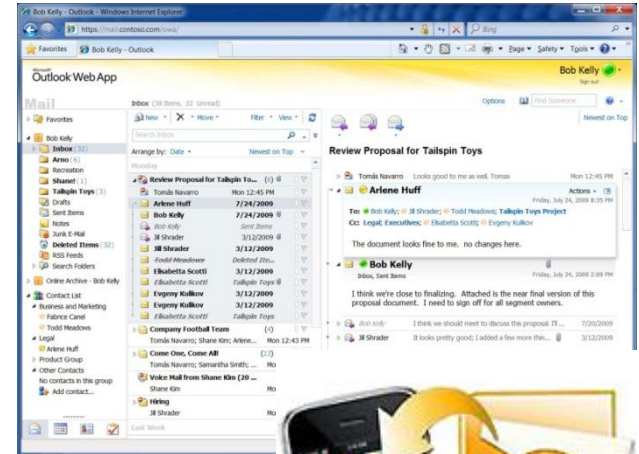 Bob Kelly - Outlook - Windows Internet Explorer
https://mail.contoso.com/owa/
Bing
Favorites
Bob Kelly - Outlook
Page
Safety
Tools
Microsoft
Outlook Web App
Bob Kelly
Sign out
Mail
Inbox (38 Items, 32 Unread)
Options
Find Someone
Favorites
Bob Kelly
Inbox (32)
Arno (6)
Recreation
Shanel (1)
Tailspin Toys (3)
Drafts
Sent Items
Notes
Junk E-Mail
Deleted Items (32)
RSS Feeds
Search Folders
Online Archive - Bob Kelly
Contact List
Business and Marketing
Fabrice Canel
Todd Meadows
Legal
Arlene Huff
Product Group
Other Contacts
No contacts in this group
Add contact...
New
Move
Filter
View
Search Inbox
Arrange by: Date
Newest on Top
Monday
Review Proposal for Tailspin To... (6)
Tomás Navarro Mon 12:45 PM
Arlene Huff 7/24/2009
Bob Kelly 7/24/2009
Bob Kelly Sent Items
Jil Shrader 3/12/2009
Jil Shrader 3/12/2009
Todd Meadows Deleted Ite...
Elisabetta Scotti 3/12/2009
Elisabetta Scotti Tailspin Toys
Evgeny Kulikov 3/12/2009
Evgeny Kulikov 3/12/2009
Elisabetta Scotti Tailspin Toys
Company Football Team (4)
Tomás Navarro; Shane Kim; Arlene... Mon 12:43 PM
Come One, Come All! (13)
Tomás Navarro; Samantha Smith; ... Mo
Voice Mail from Shane Kim (20 ...
Shane Kim Mo
Hiring
Jil Shrader Mo
Last Week
Newest on Top
Review Proposal for Tailspin Toys
Tomás Navarro Looks good to me as well. Tomas Mon 12:45 PM
Arlene Huff
Actions
Friday, July 24, 2009 8:35 PM
To: Bob Kelly; Jil Shrader; Todd Meadows; Tailspin Toys Project
Cc: Legal; Executives; Elisabetta Scotti; Evgeny Kulikov
The document looks fine to me. no changes here.
Bob Kelly
Inbox, Sent Items
Friday, July 24, 2009 2:09 PM
I think we're close to finalizing. Attached is the near final version of this
proposal document. I need to sign off for all segment owners.
Bob Kelly I think we should meet to discuss this proposal. I'l ... 7/20/2009
Jil Shrader It looks pretty good; I added a few more thin... 3/12/2009